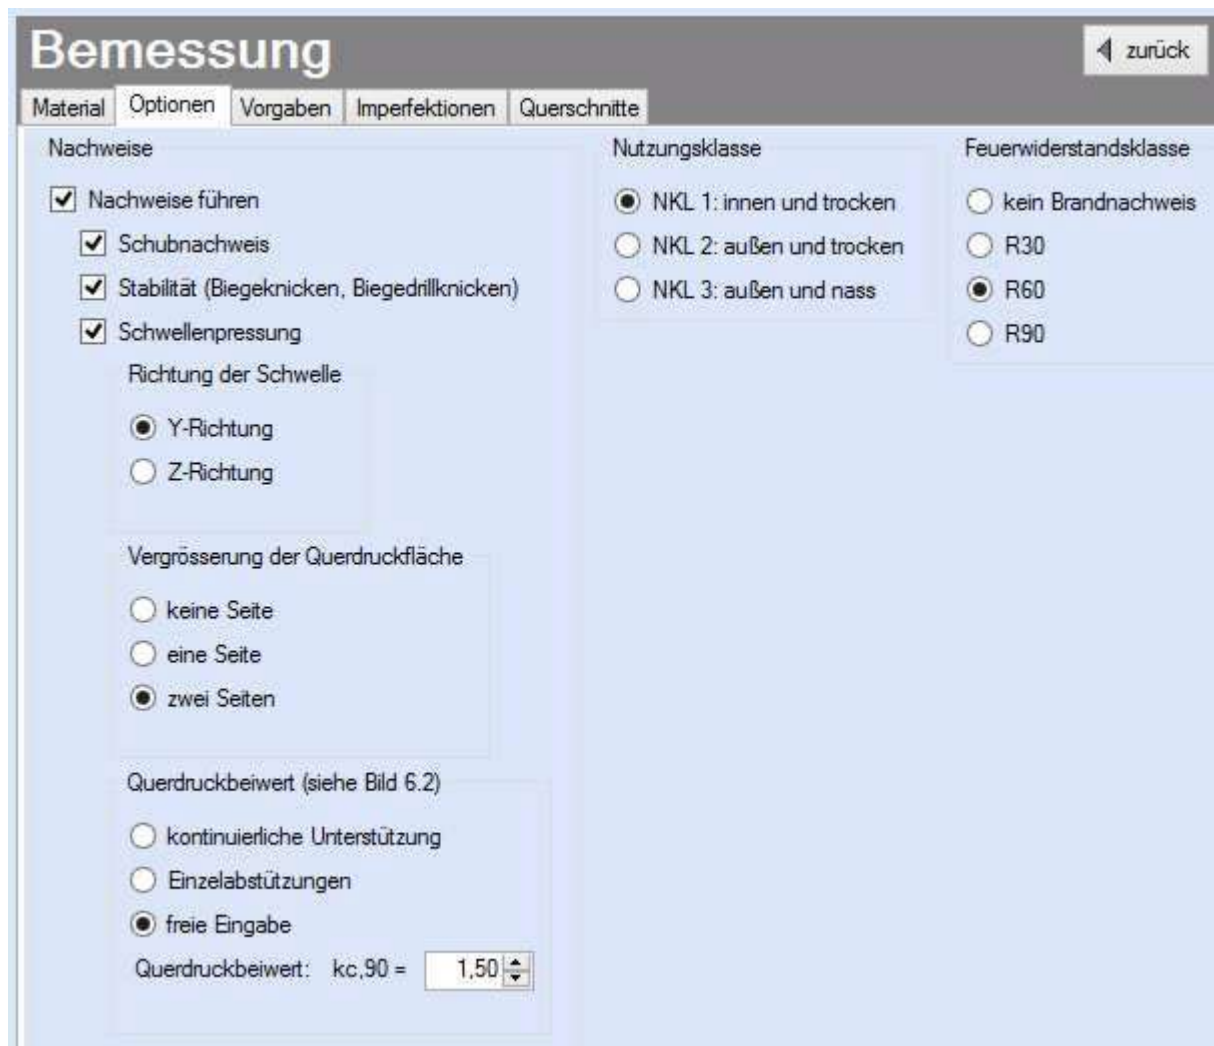 Bemessung
zurück
Material Optionen Vorgaben Imperfektionen Querschnitte
Nachweise
Nachweise führen
Schubnachweis
Stabilität (Biegeknicken, Biegedrillknicken)
Schwellenpressung
Richtung der Schwelle
Y-Richtung
Z-Richtung
Vergrösserung der Querdruckfläche
keine Seite
eine Seite
zwei Seiten
Querdruckbeiwert (siehe Bild 6.2)
kontinuierliche Unterstützung
Einzelabstützungen
freie Eingabe
Querdruckbeiwert: kc,90 = 1,50
Nutzungsklasse
NKL 1: innen und trocken
NKL 2: außen und trocken
NKL 3: außen und nass
Feuerwiderstandsklasse
kein Brandnachweis
R30
R60
R90